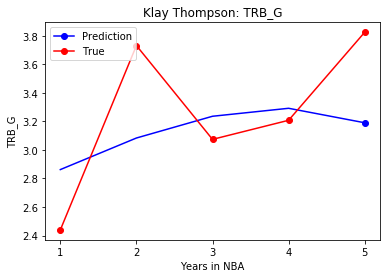 Klay Thompson: TRB_G
Prediction
True
TRB_G
3.8
3.6
3.4
3.2
3.0
2.8
2.6
2.4
1 2 3 4 5
Years in NBA